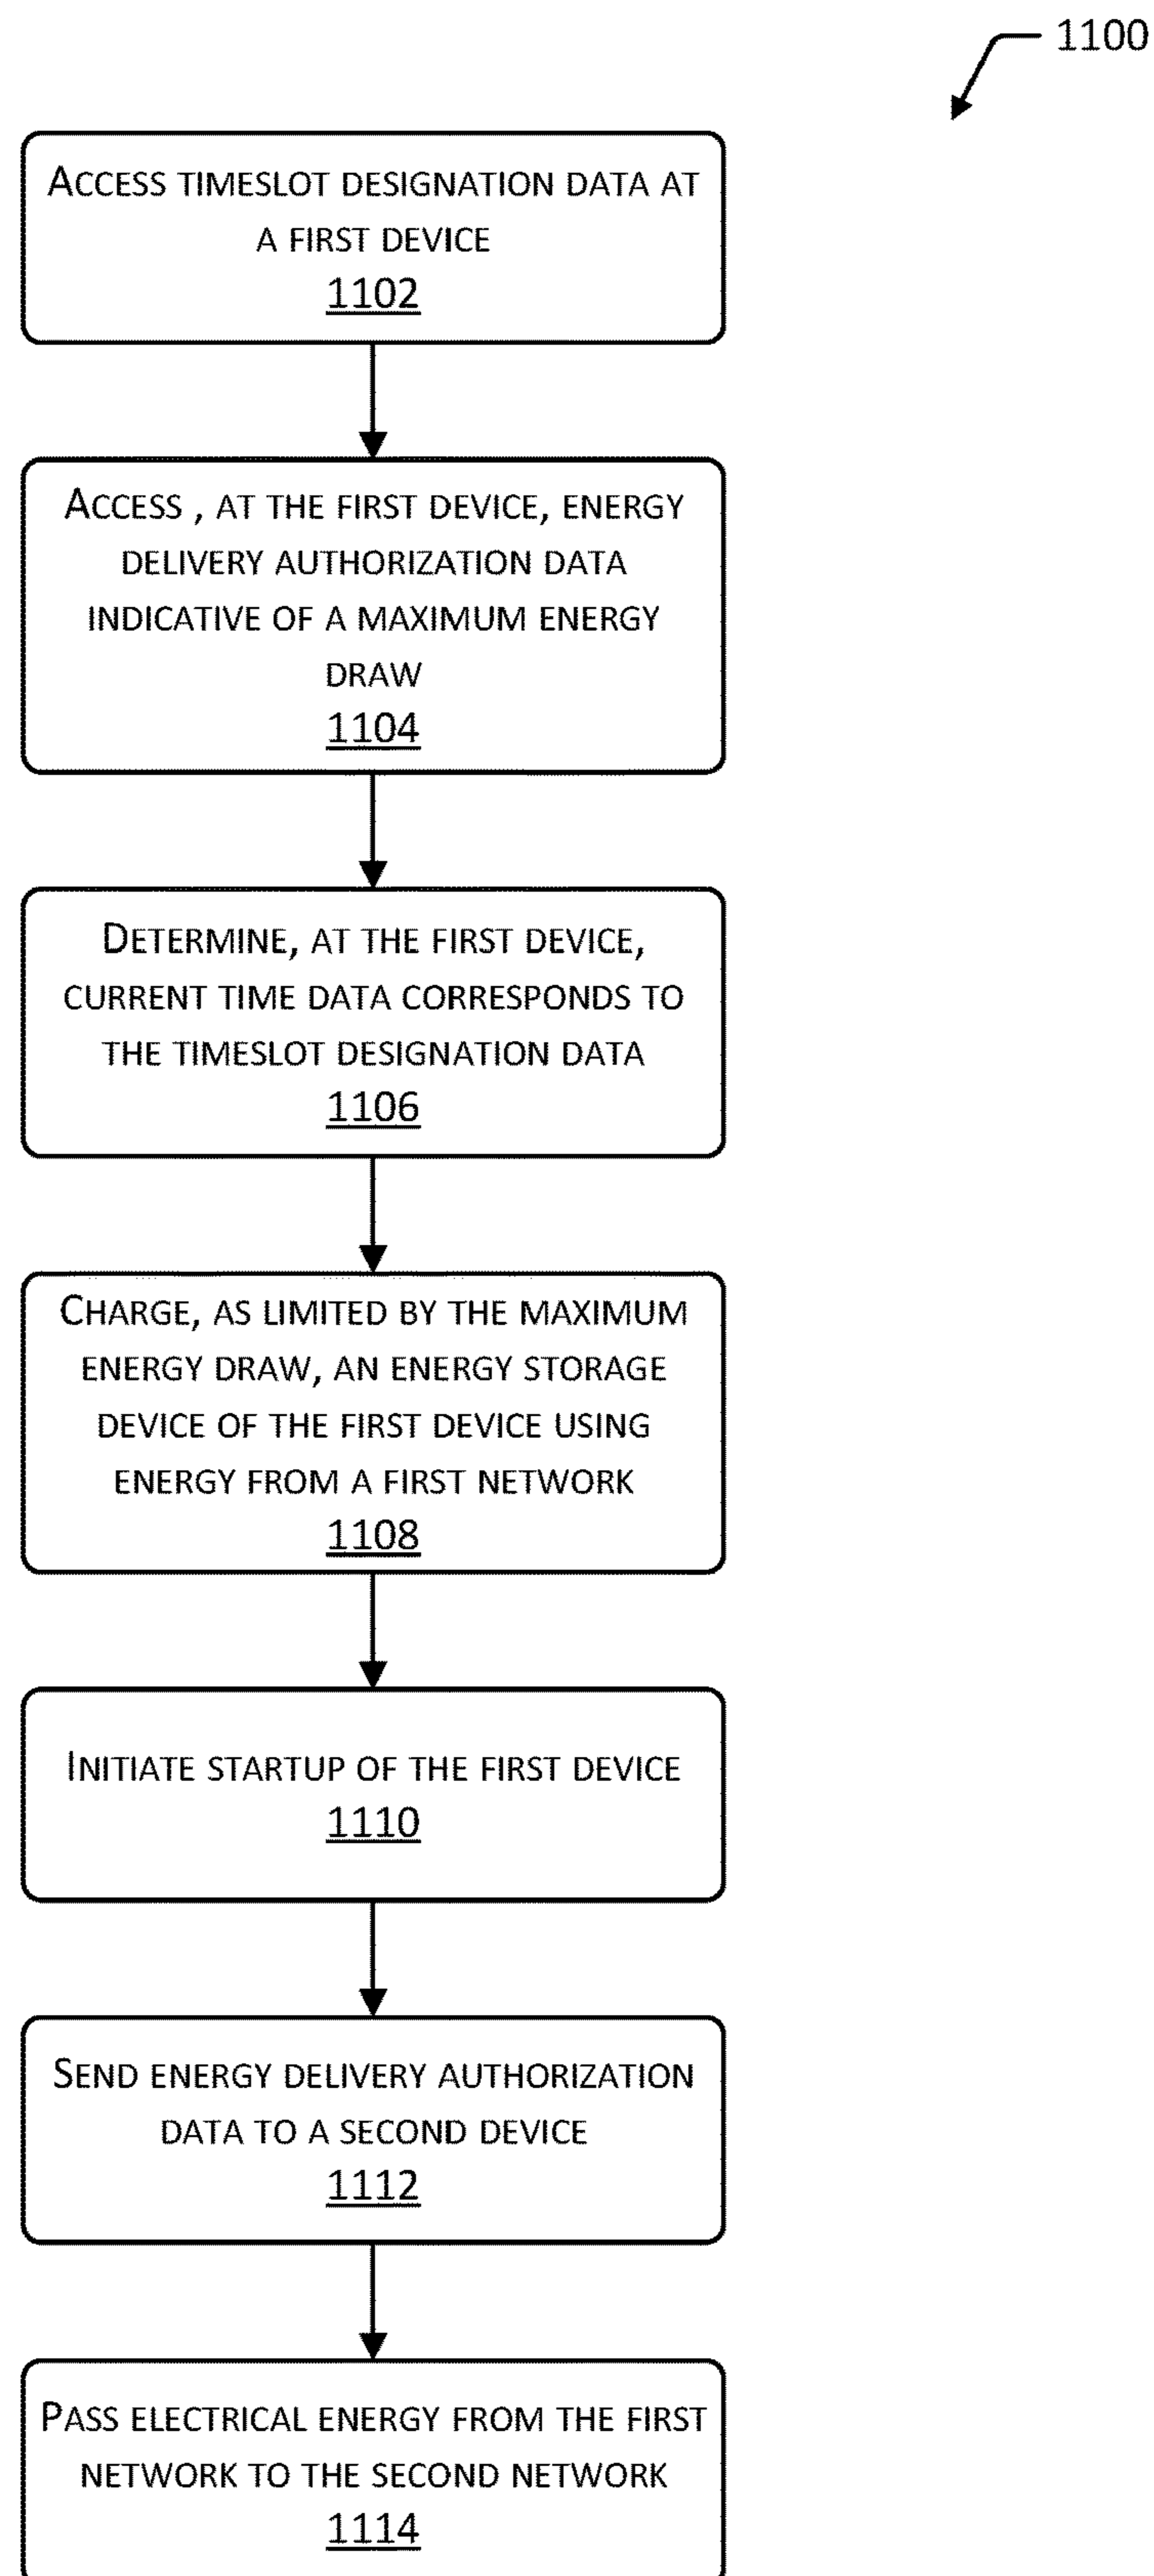 1100
ACCESS TIMESLOT DESIGNATION DATA AT
A FIRST DEVICE
1102
ACCESS , AT THE FIRST DEVICE, ENERGY
DELIVERY AUTHORIZATION DATA
INDICATIVE OF A MAXIMUM ENERGY
DRAW
1104
DETERMINE, AT THE FIRST DEVICE,
CURRENT TIME DATA CORRESPONDS TO
THE TIMESLOT DESIGNATION DATA
1106
CHARGE, AS LIMITED BY THE MAXIMUM
ENERGY DRAW, AN ENERGY STORAGE
DEVICE OF THE FIRST DEVICE USING
ENERGY FROM A FIRST NETWORK
1108
INITIATE STARTUP OF THE FIRST DEVICE
1110
SEND ENERGY DELIVERY AUTHORIZATION
DATA TO A SECOND DEVICE
1112
PASS ELECTRICAL ENERGY FROM THE FIRST
NETWORK TO THE SECOND NETWORK
1114